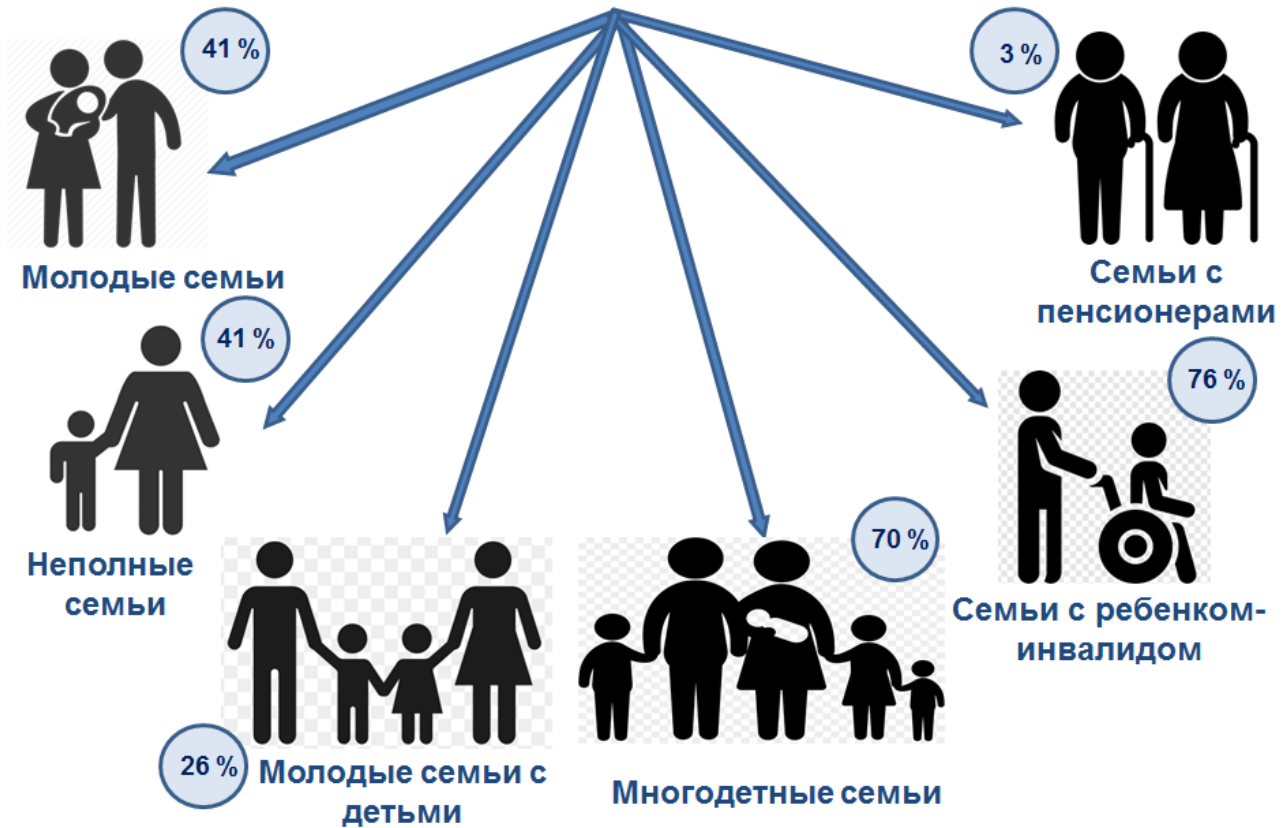 41 %
Молодые семьи
41 %
Неполные
семьи
26 %
Молодые семьи с
детьми
70 %
Многодетные семьи
76 %
Семьи с ребенком-
инвалидом
3 %
Семьи с
пенсионерами